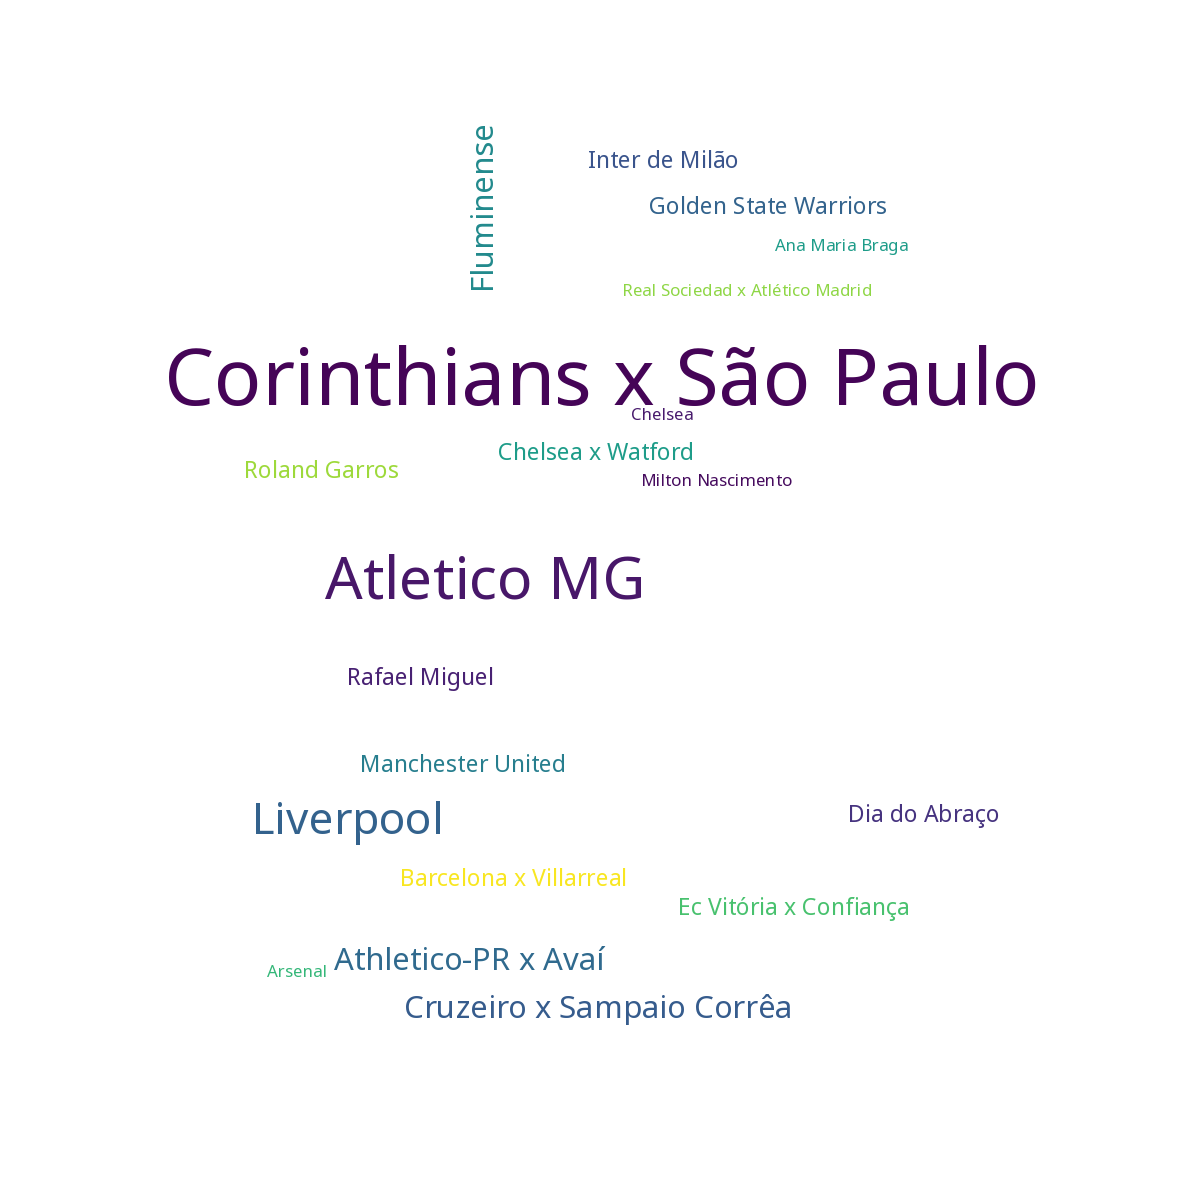 Fluminense
Inter de Milão
Golden State Warriors
Ana Maria Braga
Real Sociedad x Atlético Madrid
Corinthians x São Paulo
Chelsea
Chelsea x Watford
Roland Garros
Milton Nascimento
Atletico MG
Rafael Miguel
Manchester United
Liverpool
Dia do Abraço
Barcelona x Villarreal
Ec Vitória x Confiança
Athletico-PR x Avaí
Arsenal
Cruzeiro x Sampaio Corrêa